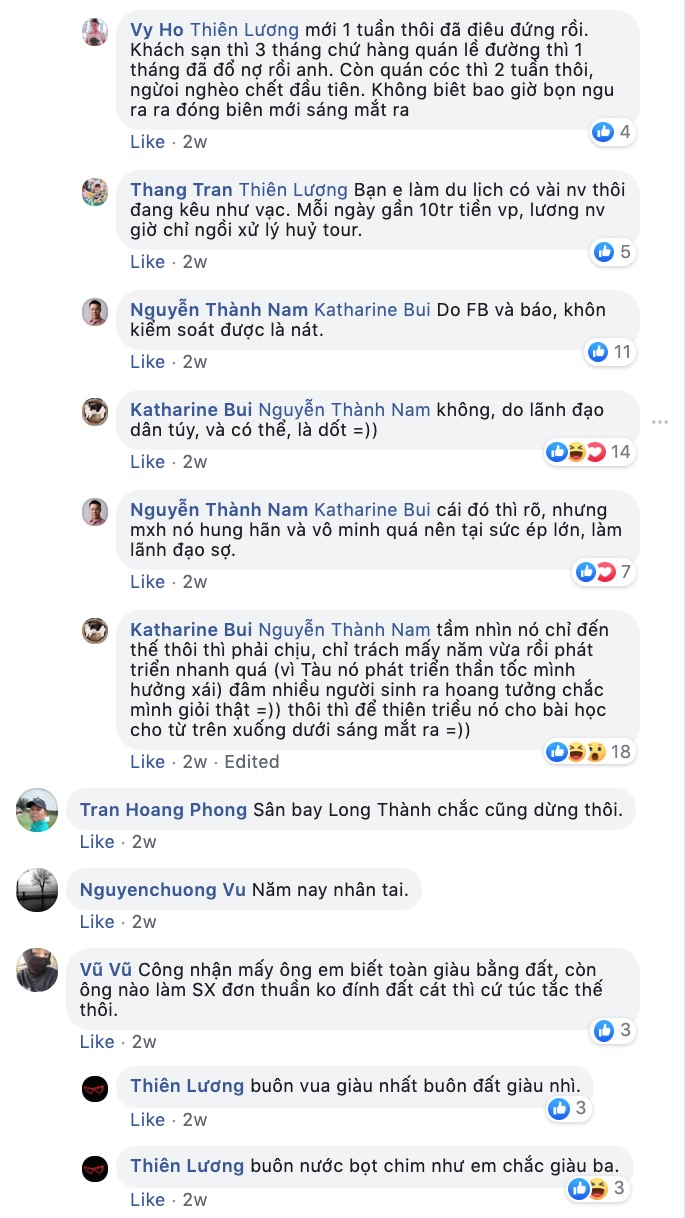 Vy Ho Thiên Lương mới 1 tuần thôi đã điêu đứng rồi.
Khách sạn thì 3 tháng chứ hàng quán lề đường thì 1
tháng đã đổ nợ rồi anh. Còn quán cóc thì 2 tuần thôi,
người nghèo chết đầu tiên. Không biêt bao giờ bọn ngu
ra ra đóng biên mới sáng mắt ra
4
Like · 2w
Thang Tran Thiên Lương Bạn e làm du lich có vài nv thôi
đang kêu như vạc. Mỗi ngày gần 10tr tiền vp, lương nv
giờ chỉ ngồi xử lý huỷ tour.
5
Like · 2w
Nguyễn Thành Nam Katharine Bui Do FB và báo, khôn
kiểm soát được là nát.
11
Like · 2w
Katharine Bui Nguyễn Thành Nam không, do lãnh đạo
dân túy, và có thể, là dốt =))
14
Like · 2w
Nguyễn Thành Nam Katharine Bui cái đó thì rõ, nhưng
mxh nó hung hãn và vô minh quá nên tại sức ép lớn, làm
lãnh đạo sợ.
7
Like · 2w
Katharine Bui Nguyễn Thành Nam tầm nhìn nó chỉ đến
thế thôi thì phải chịu, chỉ trách mấy năm vừa rồi phát
triển nhanh quá (vì Tàu nó phát triển thần tốc mình
hưởng xái) đâm nhiều người sinh ra hoang tưởng chắc
mình giỏi thật =)) thôi thì để thiên triều nó cho bài học
cho từ trên xuống dưới sáng mắt ra =))
18
Like · 2w · Edited
Tran Hoang Phong Sân bay Long Thành chắc cũng dừng thôi.
Like · 2w
Nguyenchuong Vu Năm nay nhân tai.
Like · 2w
Vũ Vũ Công nhận mấy ông em biết toàn giàu bằng đất, còn
ông nào làm SX đơn thuần ko đính đất cát thì cứ túc tắc thế
thôi.
3
Like · 2w
Thiên Lương buôn vua giàu nhất buôn đất giàu nhì.
3
Like · 2w
Thiên Lương buôn nước bọt chim như em chắc giàu ba.
3
Like · 2w